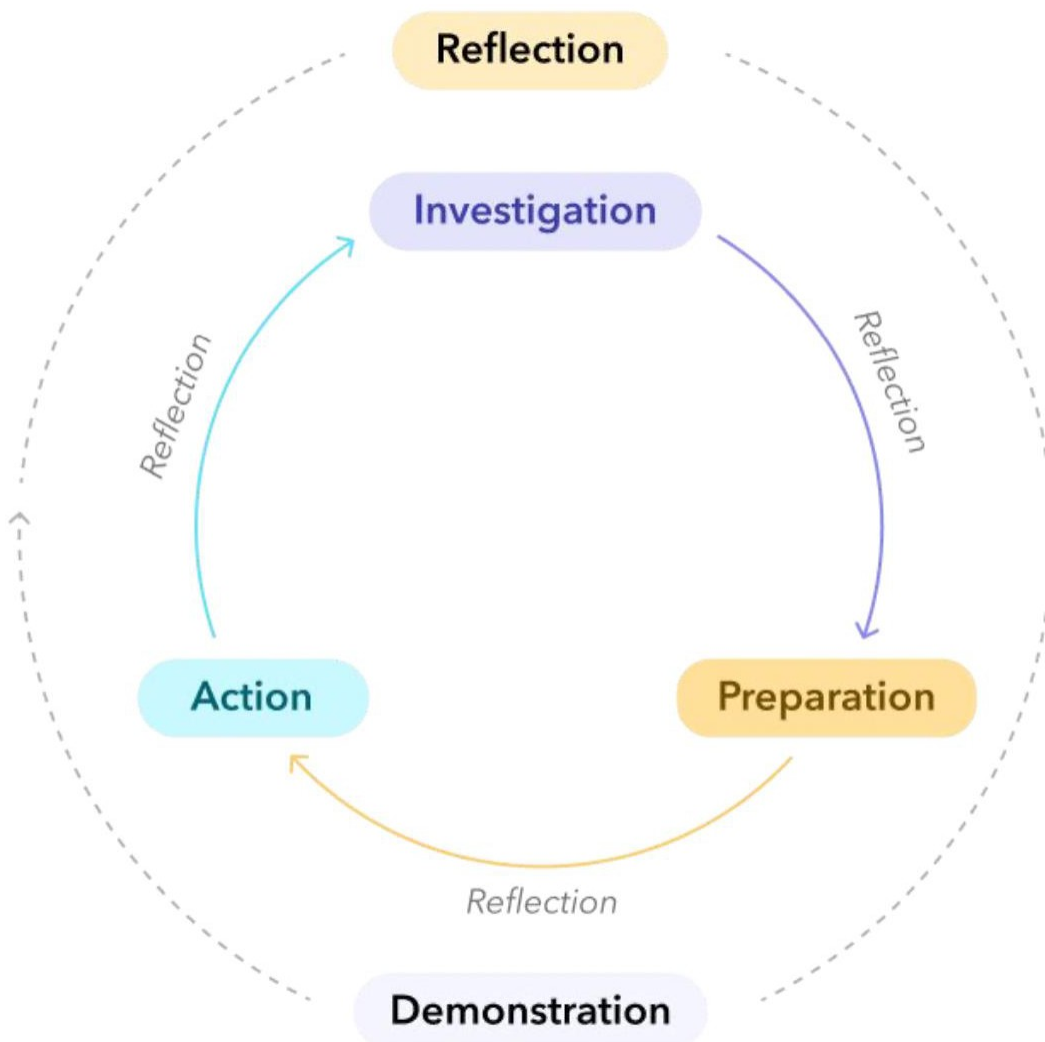 Reflection
Investigation
Reflection
Reflection
Action
Preparation
Reflection
Demonstration